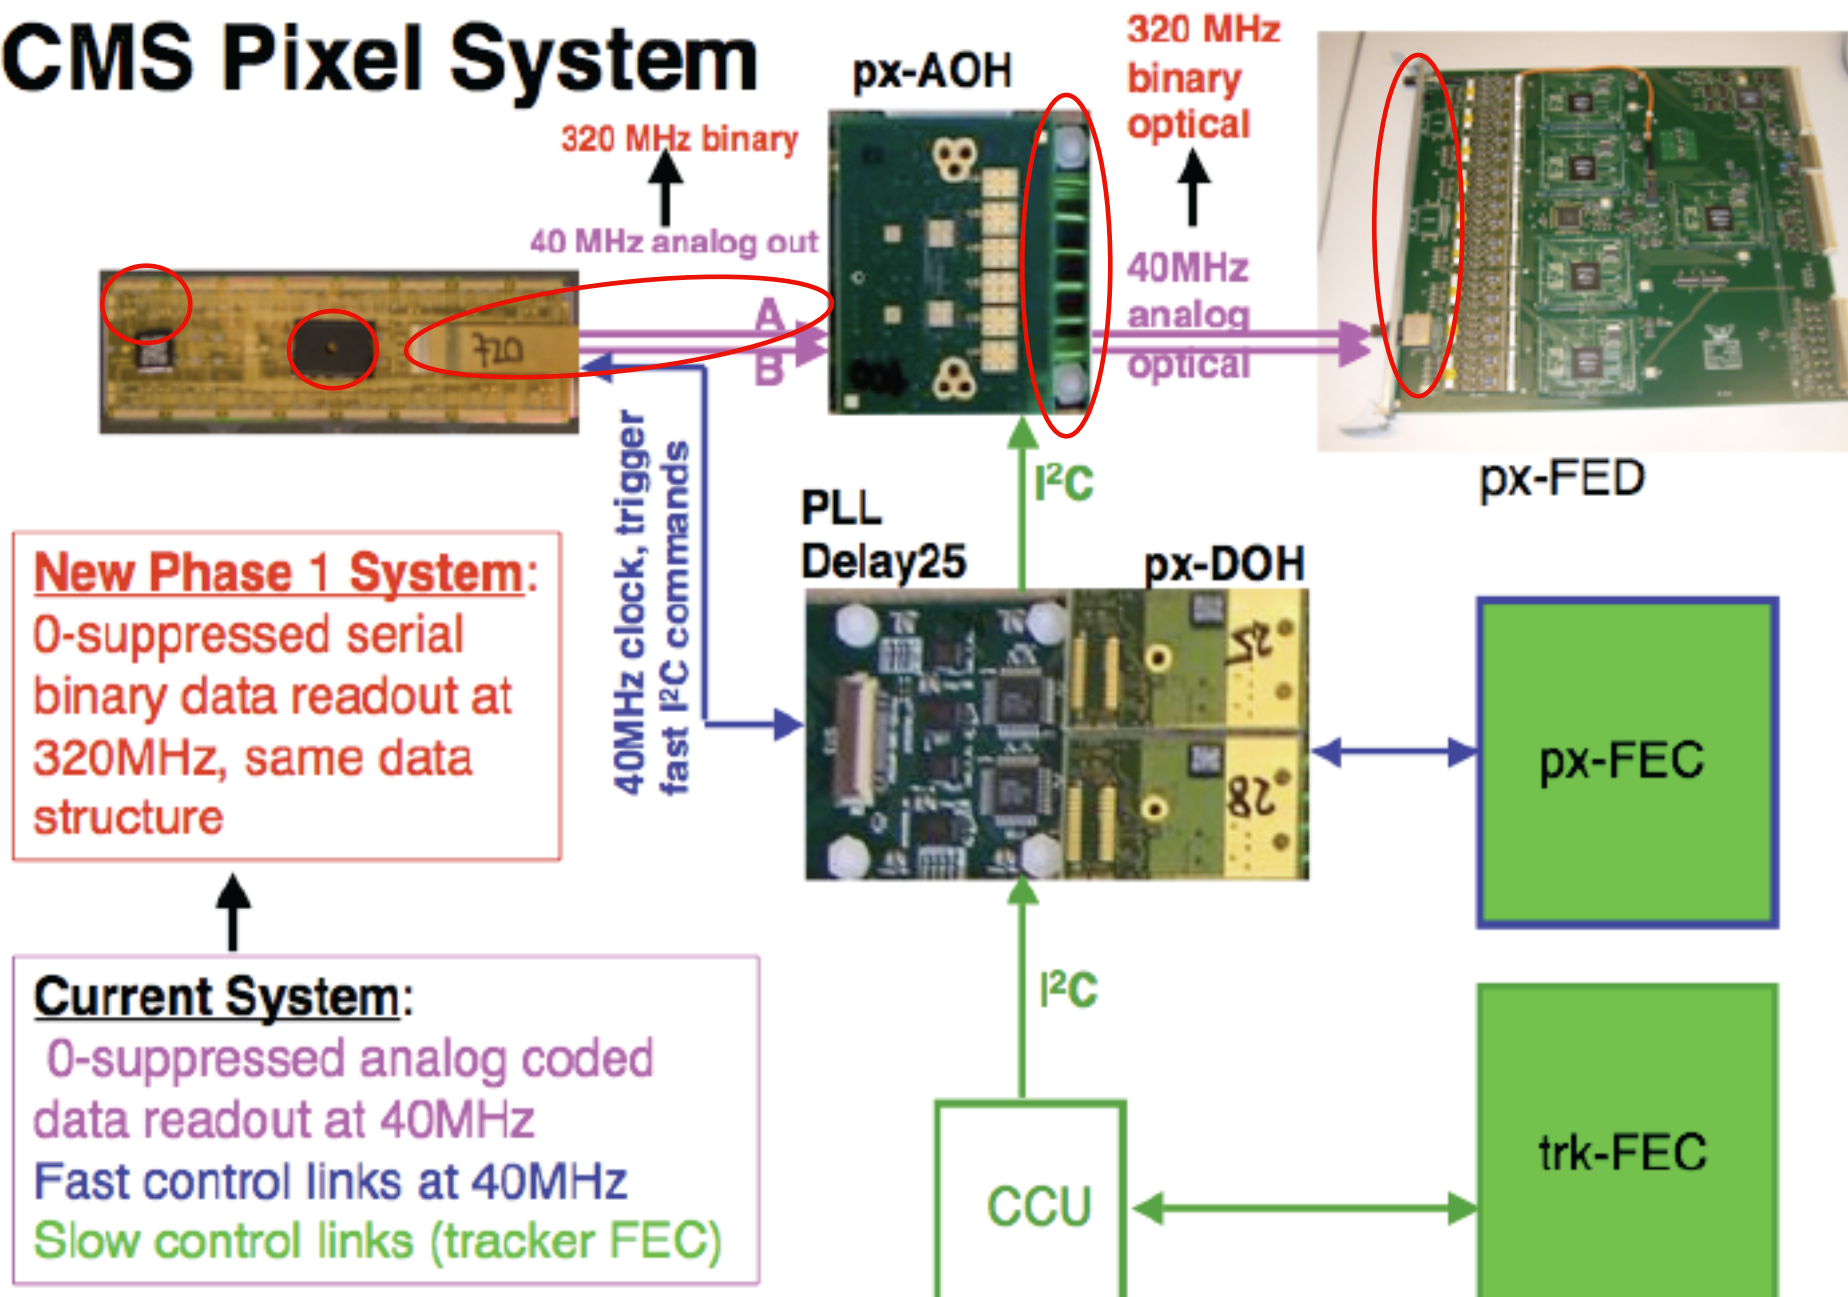 CMS Pixel System
px-AOH
320 MHz
binary
optical
320 MHz binary
40 MHz analog out
A
B
40MHz
analog
optical
720
px-FED
40MHz clock, trigger
fast I²C commands
I²C
PLL
Delay25
px-DOH
25
28
px-FEC
New Phase 1 System:
0-suppressed serial
binary data readout at
320MHz, same data
structure
Current System:
0-suppressed analog coded
data readout at 40MHz
Fast control links at 40MHz
Slow control links (tracker FEC)
I²C
CCU
trk-FEC